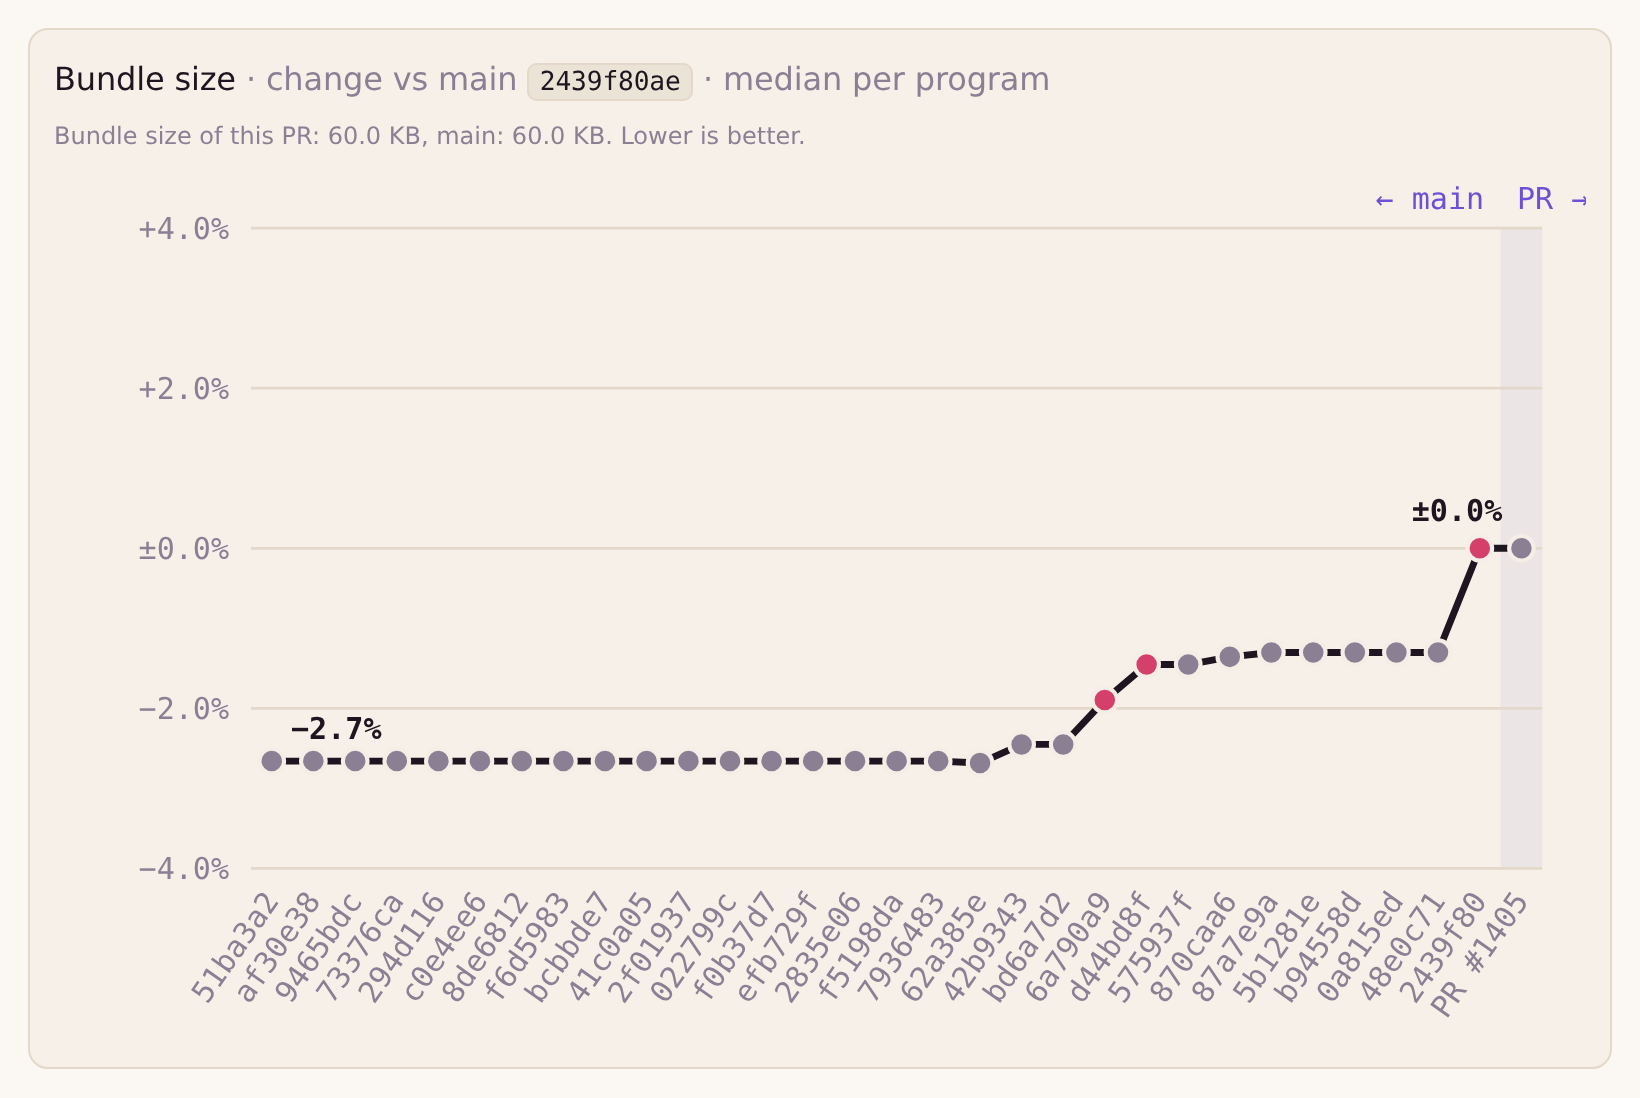 Bundle size · change vs main 2439f80ae · median per program
Bundle size of this PR: 60.0 KB, main: 60.0 KB. Lower is better.
← main PR →
+4.0%
+2.0%
±0.0%
±0.0%
−2.0%
−2.7%
−4.0%
51ba3a2
af30e38
9465bdc
73376ca
294d116
c0e4ee6
8de6812
f6d5983
bcbbde7
41c0a05
2f01937
022799c
f0b37d7
efb729f
2835e06
f5198da
7936483
62a385e
42b9343
bd6a7d2
6a790a9
d44bd8f
575937f
870caa6
87a7e9a
5b1281e
b94558d
0a815ed
48e0c71
2439f80
PR #1405